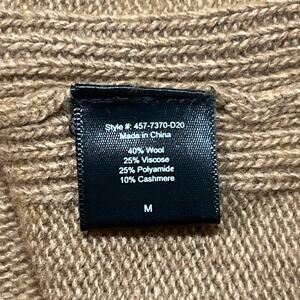 Style #: 457-7370-D20
Made in China
40% Wool
25% Viscose
25% Polyamide
10% Cashmere
M